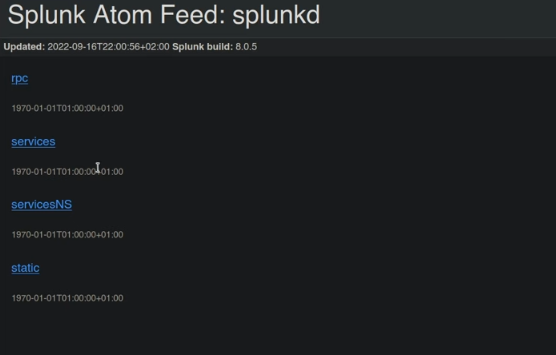 Splunk Atom Feed: splunkd
Updated: 2022-09-16T22:00:56+02:00 Splunk build: 8.0.5
rpc
1970-01-01T01:00:00+01:00
services
1970-01-01T01:00:00+01:00
servicesNS
1970-01-01T01:00:00+01:00
static
1970-01-01T01:00:00+01:00